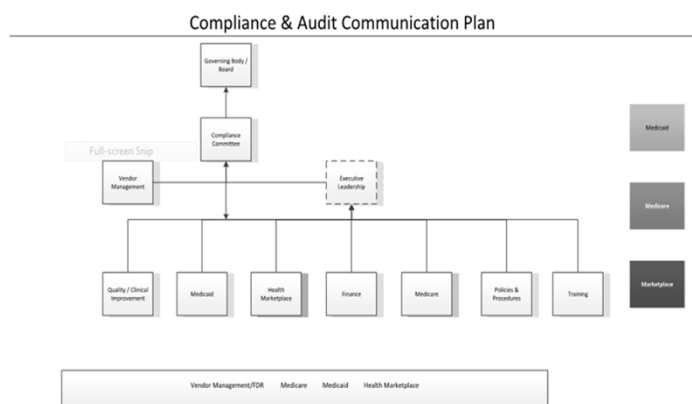 Compliance & Audit Communication Plan
Governing Body /
Board
Compliance
Committee
Full-screen Snip
Vendor
Management
Executive
Leadership
Medicaid
Medicare
Marketplace
Quality / Clinical
Improvement
Medicaid
Health
Marketplace
Finance
Medicare
Policies &
Procedures
Training
Vendor Management/FDR Medicare Medicaid Health Marketplace